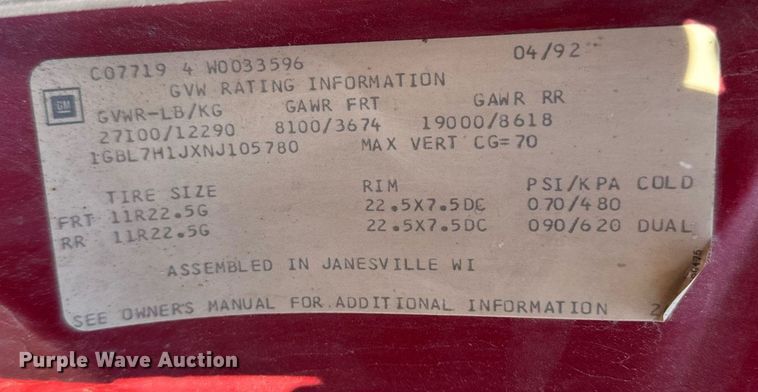 C07719 4 W0033596 04/92
GVW RATING INFORMATION
GM
GVWR-LB/KG GAWR FRT GAWR RR
27100/12290 8100/3674 19000/8618
1GBL7H1JXNJ105780 MAX VERT CG=70
TIRE SIZE RIM PSI/KPA COLD
FRT 11R22.5G 22.5X7.5DC 070/480
RR 11R22.5G 22.5X7.5DC 090/620 DUAL
ASSEMBLED IN JANESVILLE WI
SEE OWNER'S MANUAL FOR ADDITIONAL INFORMATION 2
Purple Wave Auction